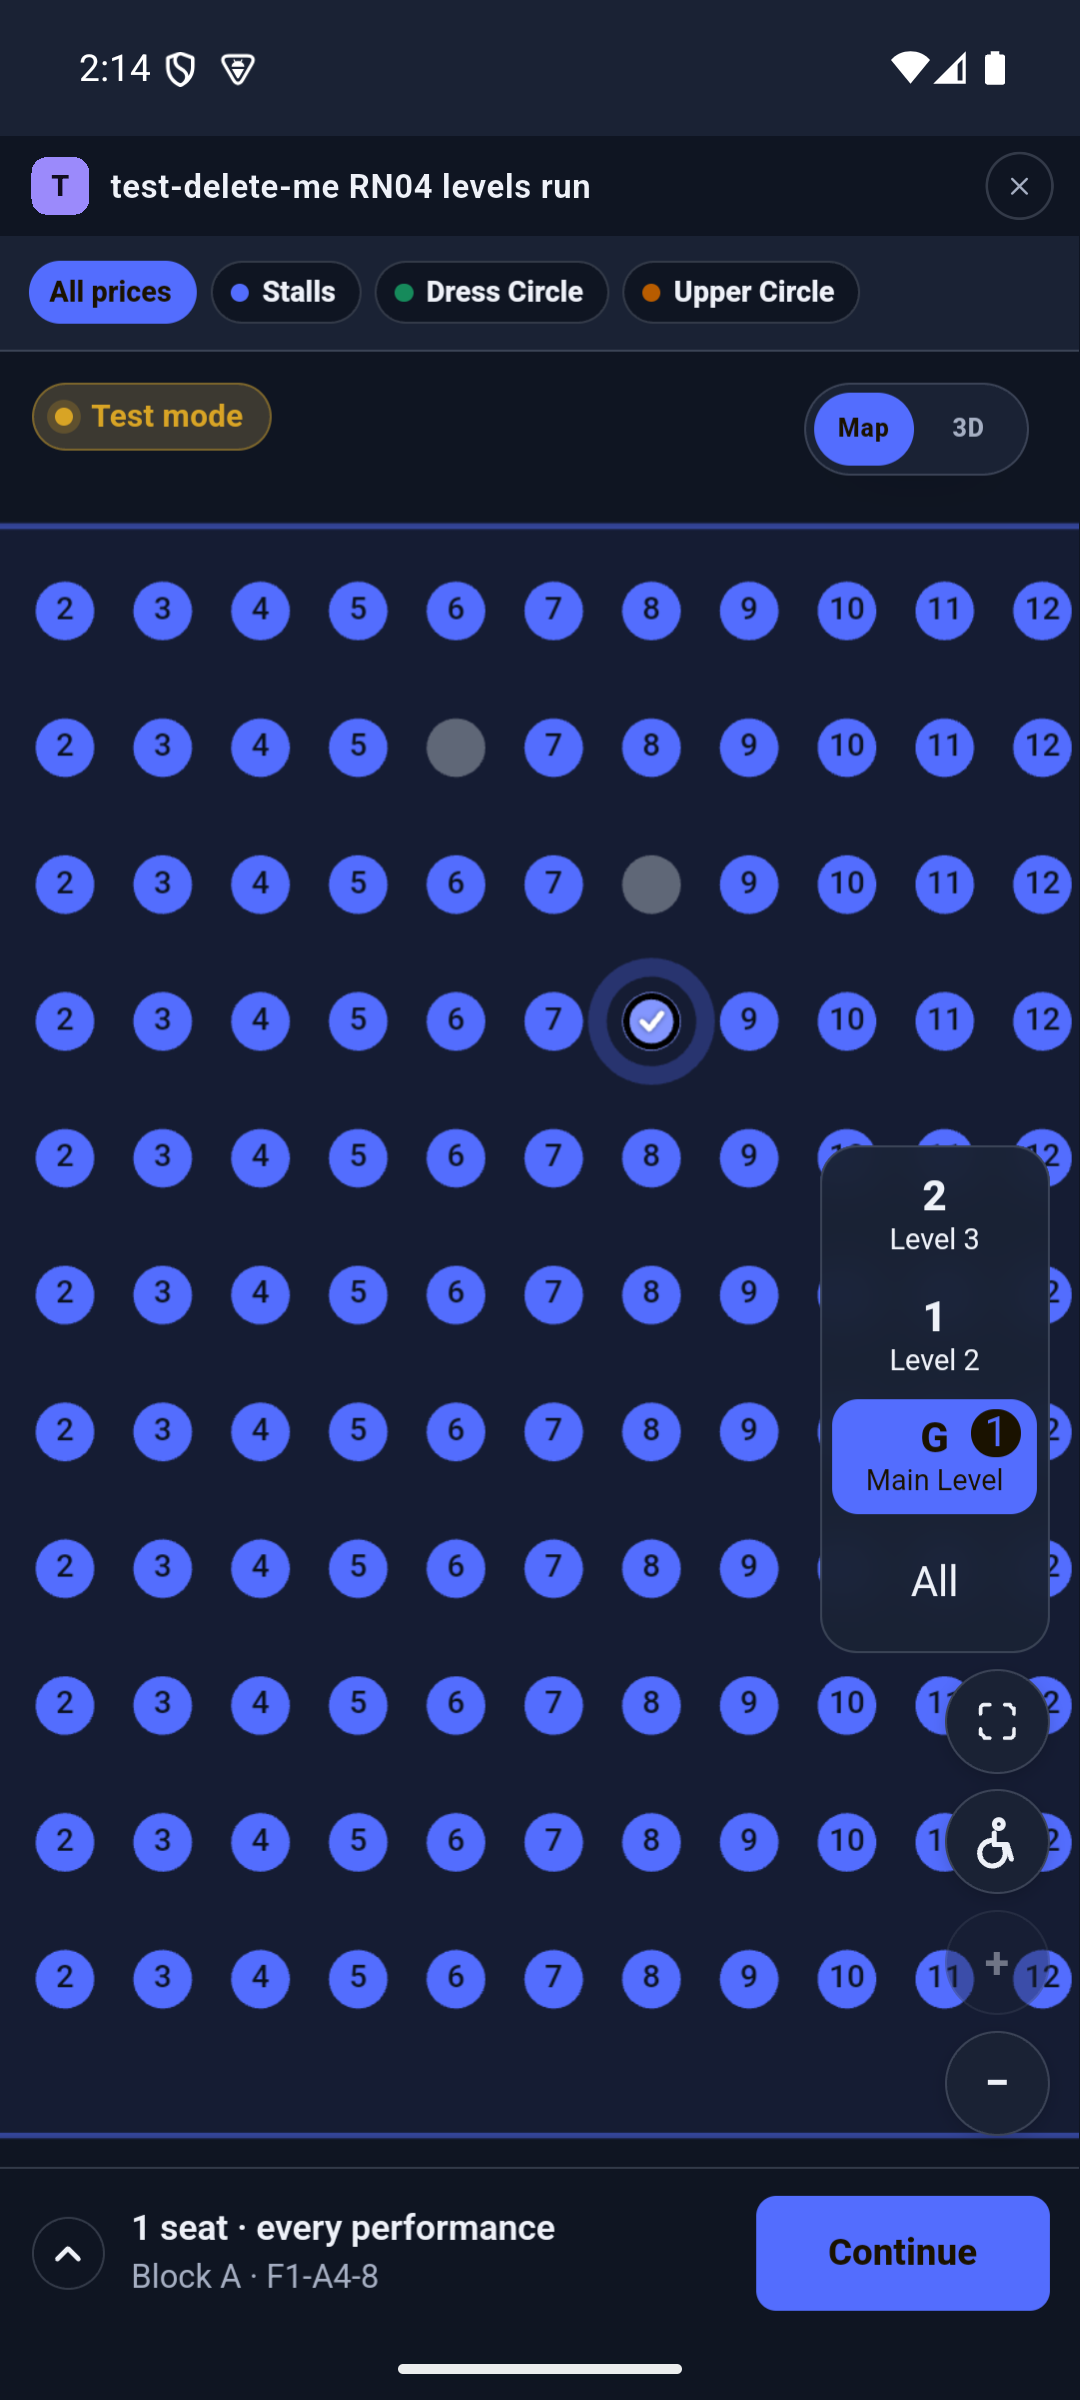 2:14
T test-delete-me RN04 levels run
All prices Stalls Dress Circle Upper Circle
Test mode
Map 3D
2 3 4 5 6 7 8 9 10 11 12
2 3 4 5 7 8 9 10 11 12
2 3 4 5 6 7 9 10 11 12
2 3 4 5 6 7 9 10 11 12
2 3 4 5 6 7 8 9
2
Level 3
2 3 4 5 6 7 8 9
1
Level 2
2 3 4 5 6 7 8 9
G 1
Main Level
2 3 4 5 6 7 8 9
All
2 3 4 5 6 7 8 9 10
2 3 4 5 6 7 8 9 10
2 3 4 5 6 7 8 9 10 11 12
+
−
1 seat · every performance
Block A · F1-A4-8
Continue